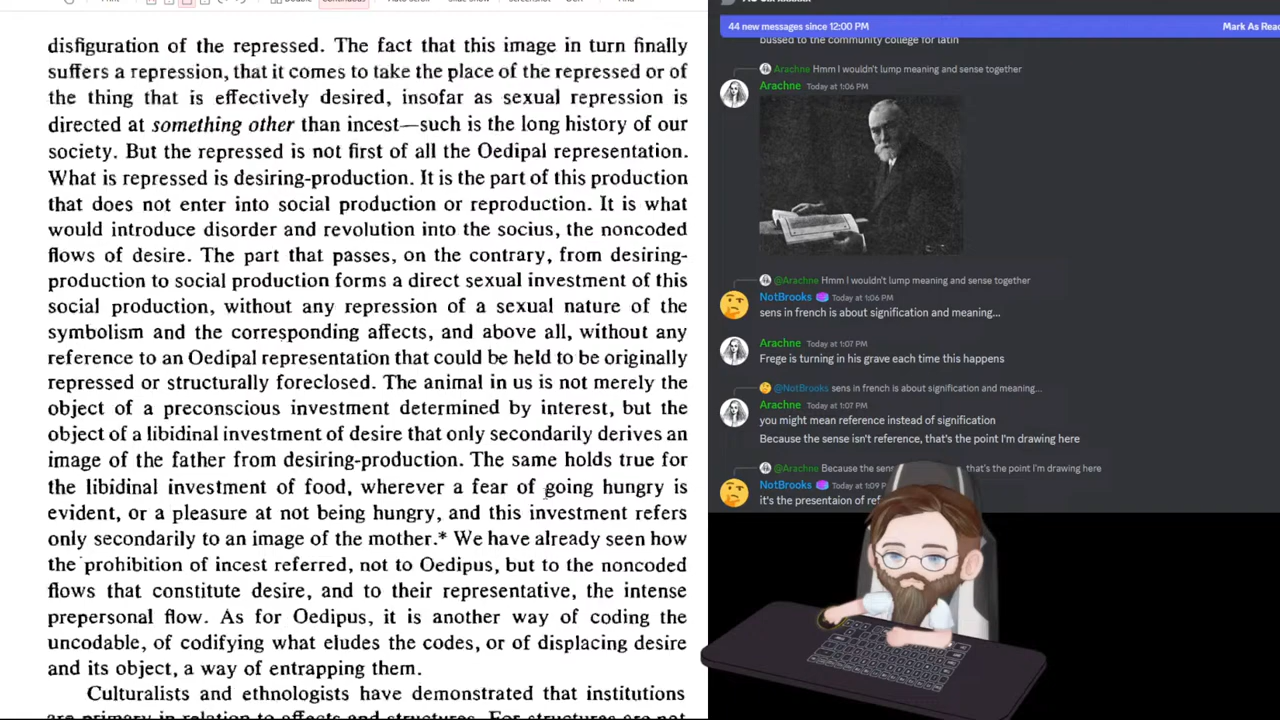 44 new messages since 12:00 PM
Mark As Read
disfiguration of the repressed. The fact that this image in turn finally
suffers a repression, that it comes to take the place of the repressed or of
the thing that is effectively desired, insofar as sexual repression is
directed at something other than incest—such is the long history of our
society. But the repressed is not first of all the Oedipal representation.
What is repressed is desiring-production. It is the part of this production
that does not enter into social production or reproduction. It is what
would introduce disorder and revolution into the socius, the noncoded
flows of desire. The part that passes, on the contrary, from desiring-
production to social production forms a direct sexual investment of this
social production, without any repression of a sexual nature of the
symbolism and the corresponding affects, and above all, without any
reference to an Oedipal representation that could be held to be originally
repressed or structurally foreclosed. The animal in us is not merely the
object of a preconscious investment determined by interest, but the
object of a libidinal investment of desire that only secondarily derives an
image of the father from desiring-production. The same holds true for
the libidinal investment of food, wherever a fear of going hungry is
evident, or a pleasure at not being hungry, and this investment refers
only secondarily to an image of the mother.* We have already seen how
the prohibition of incest referred, not to Oedipus, but to the noncoded
flows that constitute desire, and to their representative, the intense
prepersonal flow. As for Oedipus, it is another way of coding the
uncodable, of codifying what eludes the codes, or of displacing desire
and its object, a way of entrapping them.
Culturalists and ethnologists have demonstrated that institutions
are primary in relation to affects and structures. For structures are not
bussed to the community college for latin
Arachne Hmm I wouldn't lump meaning and sense together
Arachne Today at 1:06 PM
@Arachne Hmm I wouldn't lump meaning and sense together
NotBrooks Today at 1:06 PM
sens in french is about signification and meaning...
Arachne Today at 1:07 PM
Frege is turning in his grave each time this happens
@NotBrooks sens in french is about signification and meaning...
Arachne Today at 1:07 PM
you might mean reference instead of signification
Because the sense isn't reference, that's the point I'm drawing here
@Arachne Because the sen that's the point I'm drawing here
NotBrooks Today at 1:09 P
it's the presentaion of ref